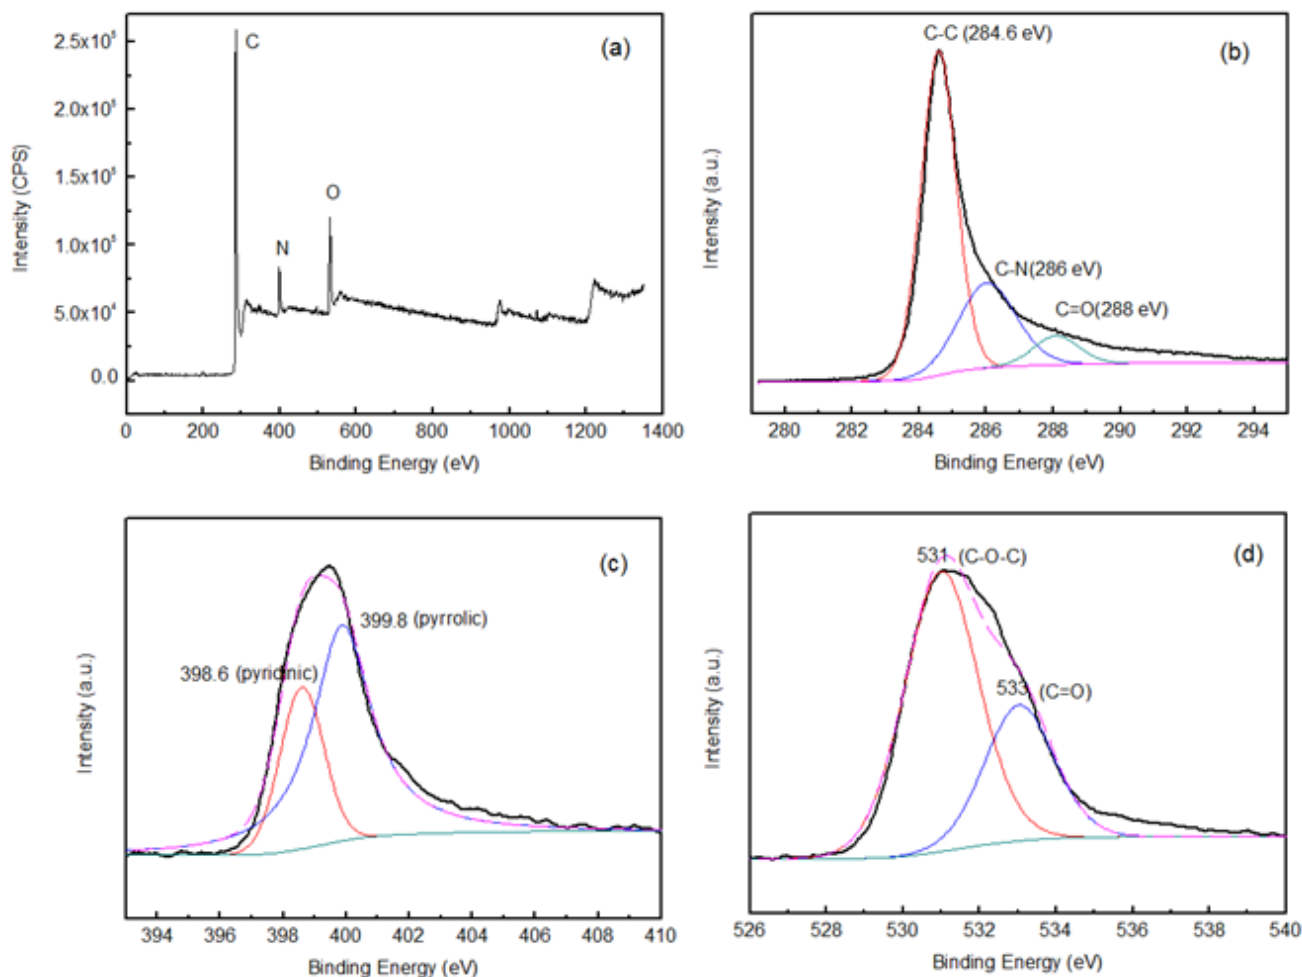 (a)
C
N
O
2.5x10⁵
2.0x10⁵
1.5x10⁵
1.0x10⁵
5.0x10⁴
0.0
Intensity (CPS)
0 200 400 600 800 1000 1200 1400
Binding Energy (eV)
(b)
C-C (284.6 eV)
C-N(286 eV)
C=O(288 eV)
Intensity (a.u.)
280 282 284 286 288 290 292 294
Binding Energy (eV)
(c)
399.8 (pyrrolic)
398.6 (pyridinic)
Intensity (a.u.)
394 396 398 400 402 404 406 408 410
Binding Energy (eV)
(d)
531 (C-O-C)
533 (C=O)
Intensity (a.u.)
526 528 530 532 534 536 538 540
Binding Energy (eV)